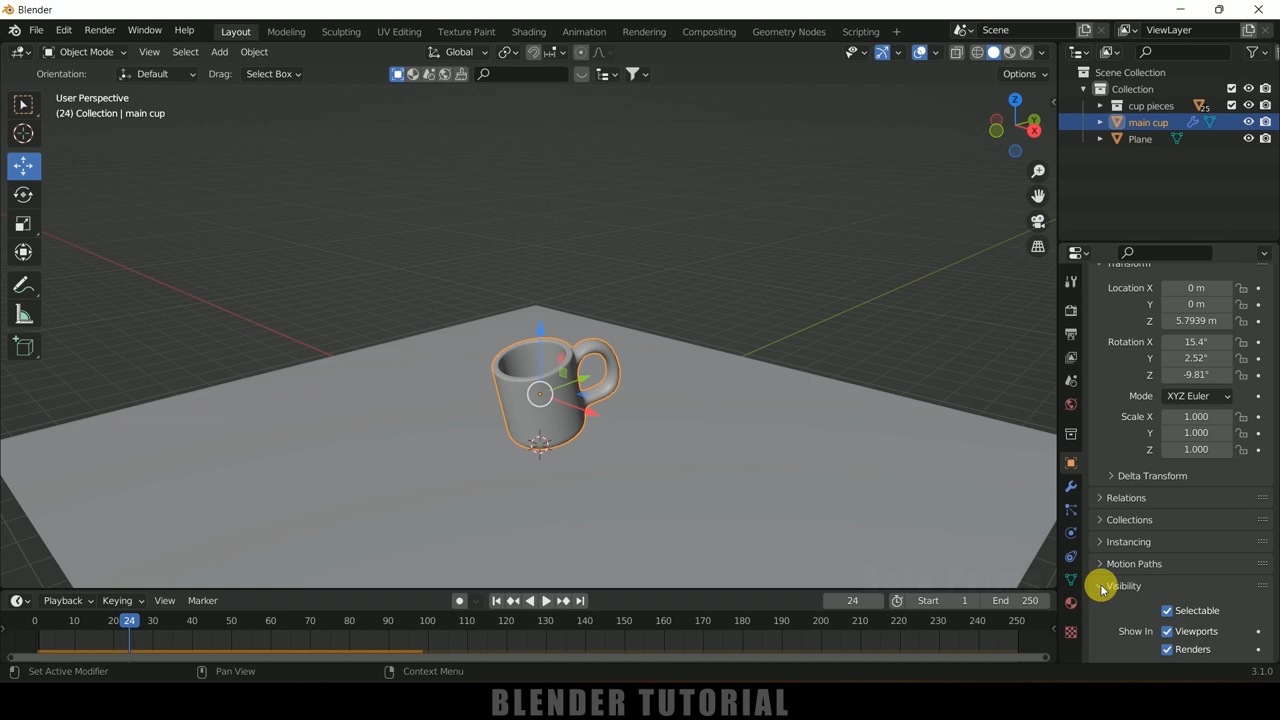 Blender
File Edit Render Window Help Layout Modeling Sculpting UV Editing Texture Paint Shading Animation Rendering Compositing Geometry Nodes Scripting + Scene ViewLayer
Object Mode View Select Add Object Global
Orientation: Default Drag: Select Box Options
User Perspective
(24) Collection | main cup
Z
Y
X
Scene Collection
Collection
cup pieces 25
main cup
Plane
Transform
Location X 0 m
Y 0 m
Z 5.7939 m
Rotation X 15.4°
Y 2.52°
Z -9.81°
Mode XYZ Euler
Scale X 1.000
Y 1.000
Z 1.000
Delta Transform
Relations
Collections
Instancing
Motion Paths
Visibility
Selectable
Show In Viewports
Renders
Playback Keying View Marker 24 Start 1 End 250
0 10 20 24 30 40 50 60 70 80 90 100 110 120 130 140 150 160 170 180 190 200 210 220 230 240 250
Set Active Modifier Pan View Context Menu 3.1.0
BLENDER TUTORIAL